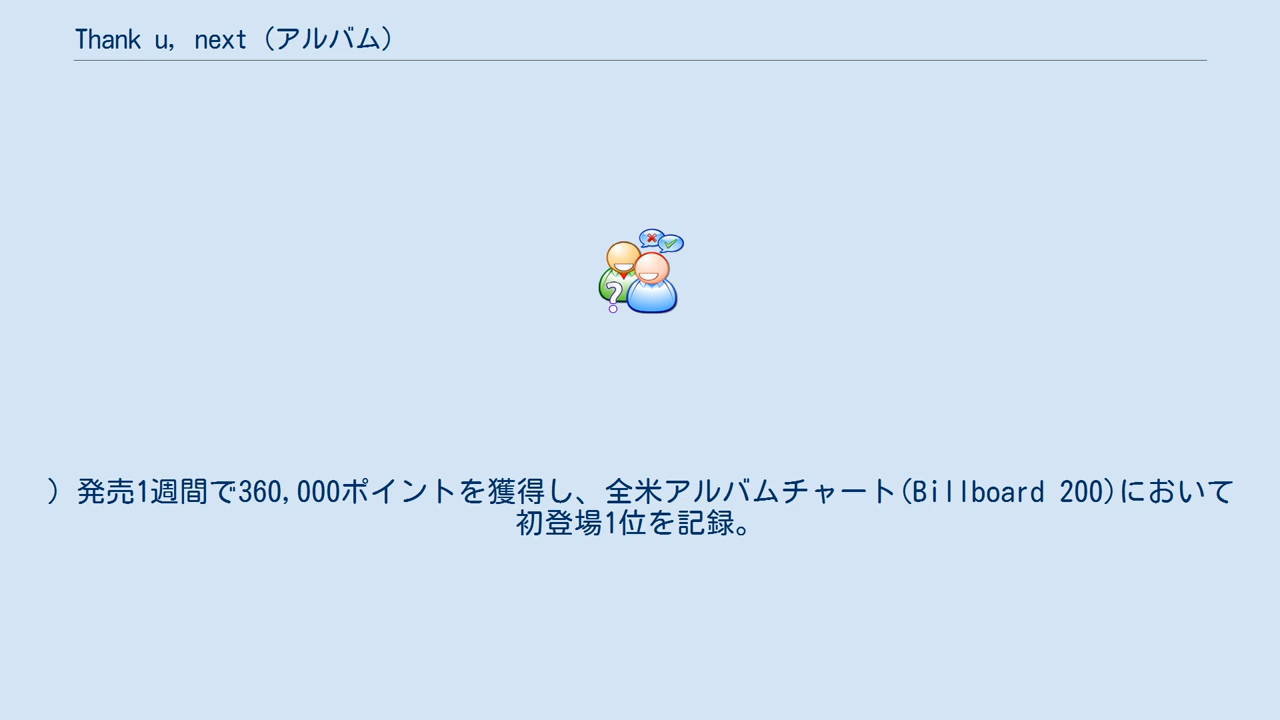 Thank u, next（アルバム）
）発売1週間で360,000ポイントを獲得し、全米アルバムチャート(Billboard 200)において
初登場1位を記録。